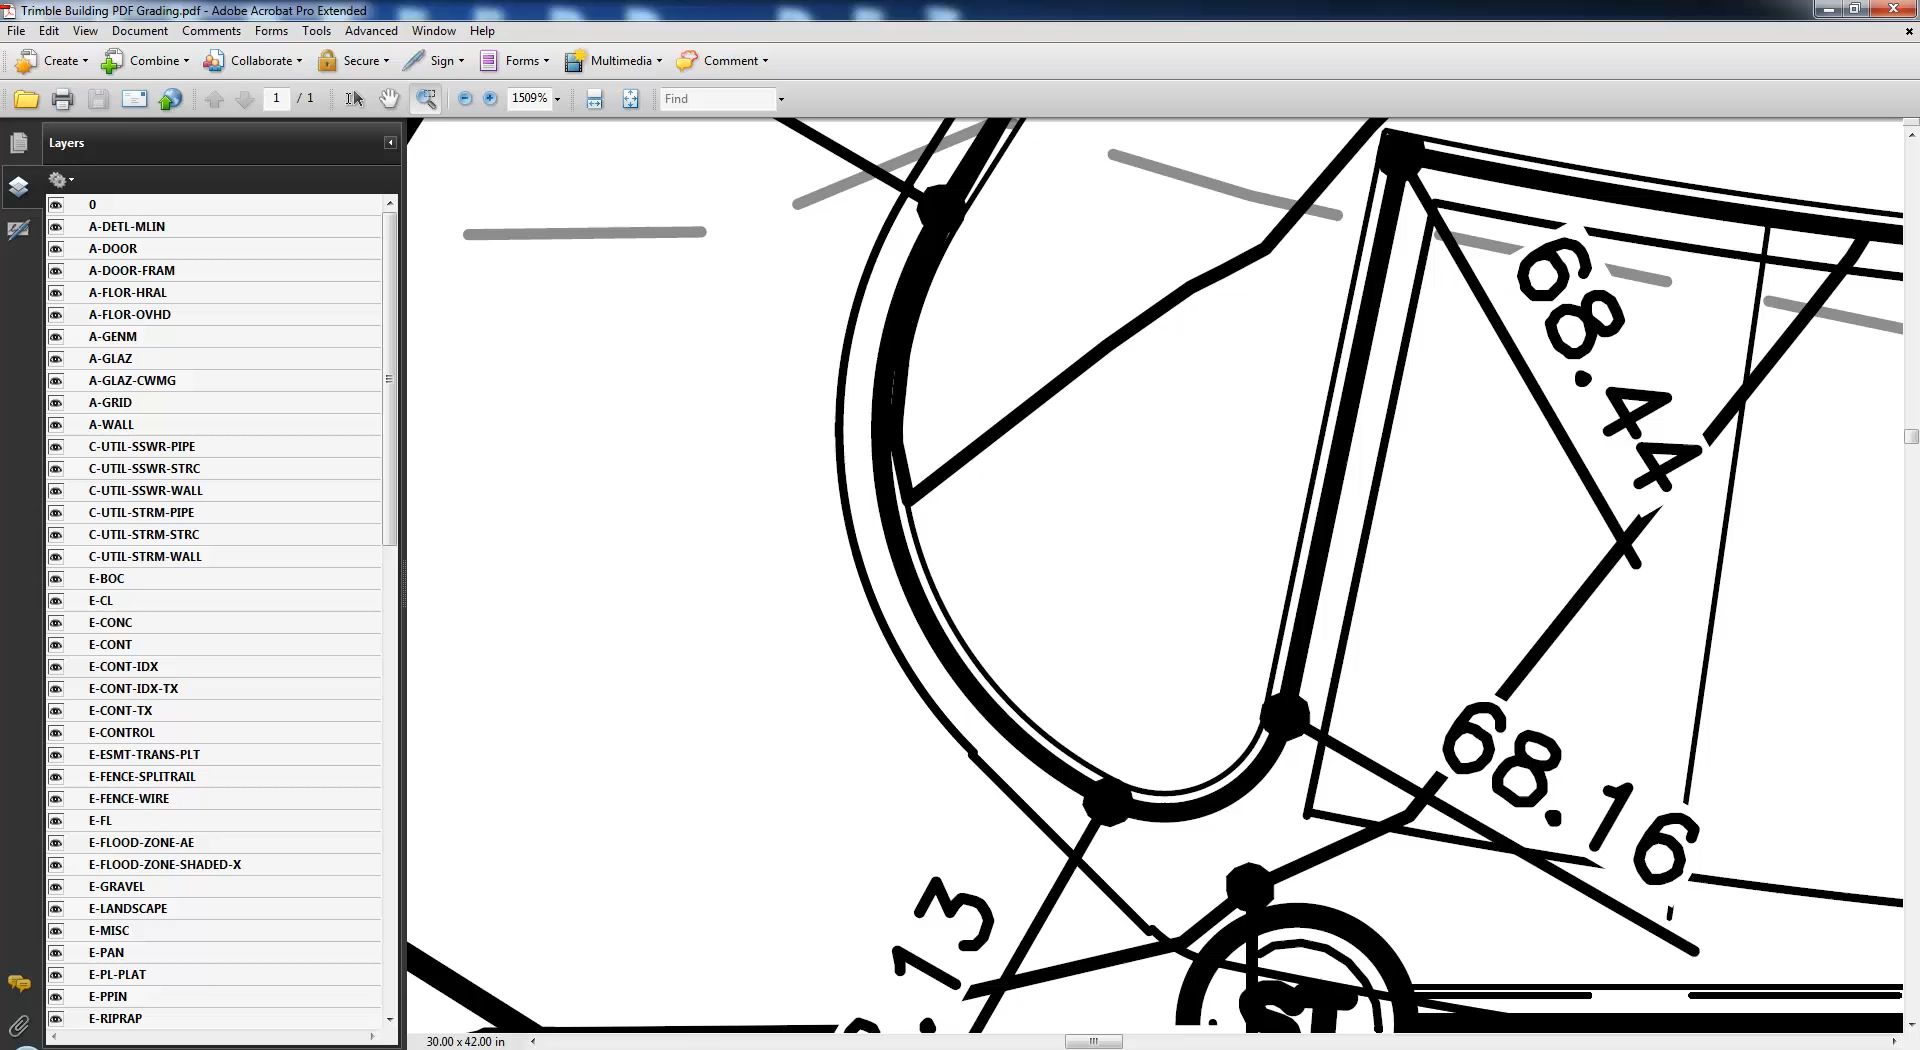 Trimble Building PDF Grading.pdf - Adobe Acrobat Pro Extended
File Edit View Document Comments Forms Tools Advanced Window Help
Create Combine Collaborate Secure Sign Forms Multimedia Comment
1 / 1 1509% Find
Layers
0
A-DETL-MLIN
A-DOOR
A-DOOR-FRAM
A-FLOR-HRAL
A-FLOR-OVHD
A-GENM
A-GLAZ
A-GLAZ-CWMG
A-GRID
A-WALL
C-UTIL-SSWR-PIPE
C-UTIL-SSWR-STRC
C-UTIL-SSWR-WALL
C-UTIL-STRM-PIPE
C-UTIL-STRM-STRC
C-UTIL-STRM-WALL
E-BOC
E-CL
E-CONC
E-CONT
E-CONT-IDX
E-CONT-IDX-TX
E-CONT-TX
E-CONTROL
E-ESMT-TRANS-PLT
E-FENCE-SPLITRAIL
E-FENCE-WIRE
E-FL
E-FLOOD-ZONE-AE
E-FLOOD-ZONE-SHADED-X
E-GRAVEL
E-LANDSCAPE
E-MISC
E-PAN
E-PL-PLAT
E-PPIN
E-RIPRAP
68.44
68.16
.13
ST
30.00 x 42.00 in